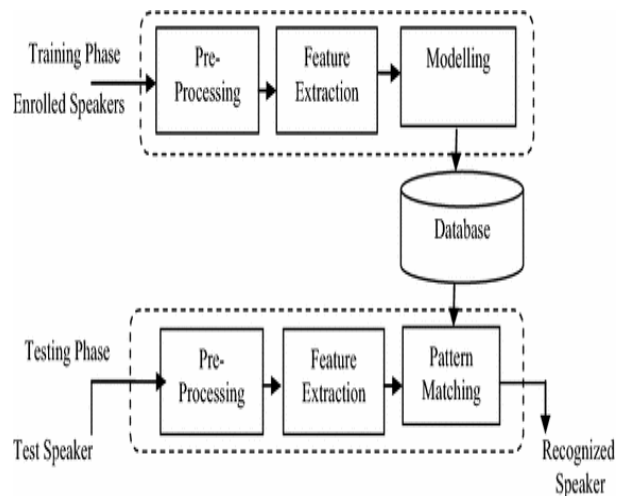 Training Phase
Enrolled Speakers
Pre-
Processing
Feature
Extraction
Modelling
Database
Testing Phase
Test Speaker
Pre-
Processing
Feature
Extraction
Pattern
Matching
Recognized
Speaker